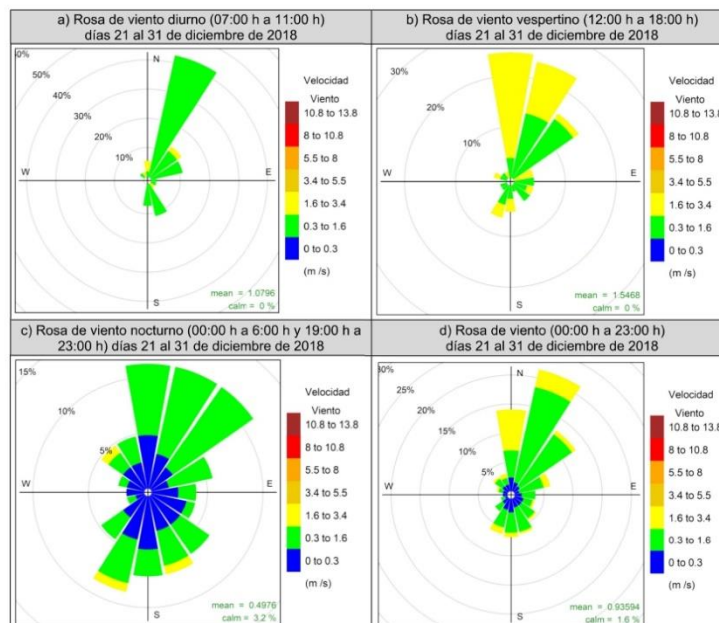 a) Rosa de viento diurno (07:00 h a 11:00 h)
días 21 al 31 de diciembre de 2018
N
50%
40%
30%
20%
10%
W
E
S
Velocidad
Viento
10.8 to 13.8
8 to 10.8
5.5 to 8
3.4 to 5.5
1.6 to 3.4
0.3 to 1.6
0 to 0.3
(m /s)
mean = 1.0796
calm = 0 %
b) Rosa de viento vespertino (12:00 h a 18:00 h)
días 21 al 31 de diciembre de 2018
30%
20%
10%
W
E
S
Velocidad
Viento
10.8 to 13.8
8 to 10.8
5.5 to 8
3.4 to 5.5
1.6 to 3.4
0.3 to 1.6
0 to 0.3
(m /s)
mean = 1.5468
calm = 0 %
c) Rosa de viento nocturno (00:00 h a 6:00 h y 19:00 h a
23:00 h) días 21 al 31 de diciembre de 2018
15%
10%
5%
W
E
S
Velocidad
Viento
10.8 to 13.8
8 to 10.8
5.5 to 8
3.4 to 5.5
1.6 to 3.4
0.3 to 1.6
0 to 0.3
(m /s)
mean = 0.4976
calm = 3.2 %
d) Rosa de viento (00:00 h a 23:00 h)
días 21 al 31 de diciembre de 2018
N
25%
20%
15%
10%
5%
W
E
S
Velocidad
Viento
10.8 to 13.8
8 to 10.8
5.5 to 8
3.4 to 5.5
1.6 to 3.4
0.3 to 1.6
0 to 0.3
(m /s)
mean = 0.93594
calm = 1.6 %